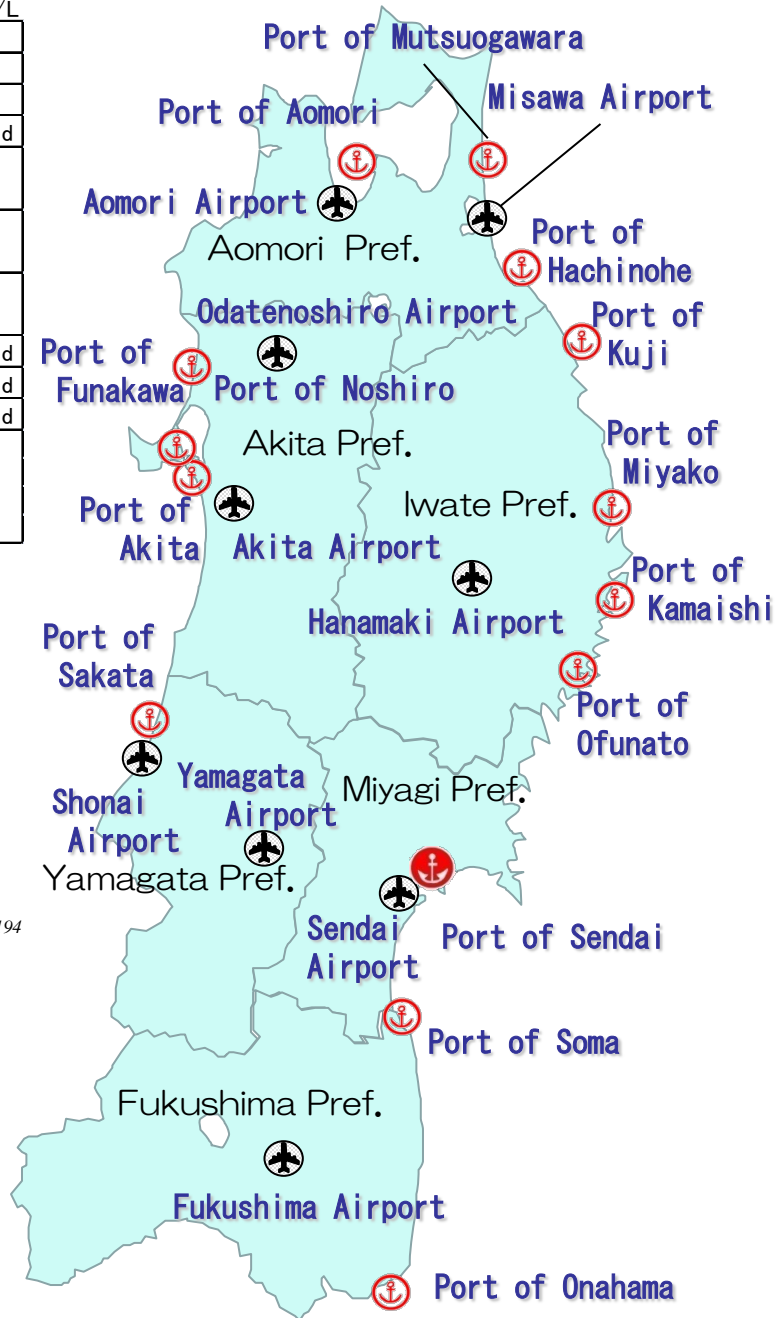 /L
d
d
d
d
194
Port of Mutsuogawara
Misawa Airport
Port of Aomori
Aomori Airport
Aomori Pref.
Port of
Hachinohe
Odatenoshiro Airport
Port of
Kuji
Port of
Funakawa
Port of Noshiro
Akita Pref.
Port of
Miyako
Iwate Pref.
Port of
Akita
Akita Airport
Port of
Kamaishi
Hanamaki Airport
Port of
Sakata
Port of
Ofunato
Yamagata
Airport
Miyagi Pref.
Shonai
Airport
Yamagata Pref.
Sendai
Airport
Port of Sendai
Port of Soma
Fukushima Pref.
Fukushima Airport
Port of Onahama